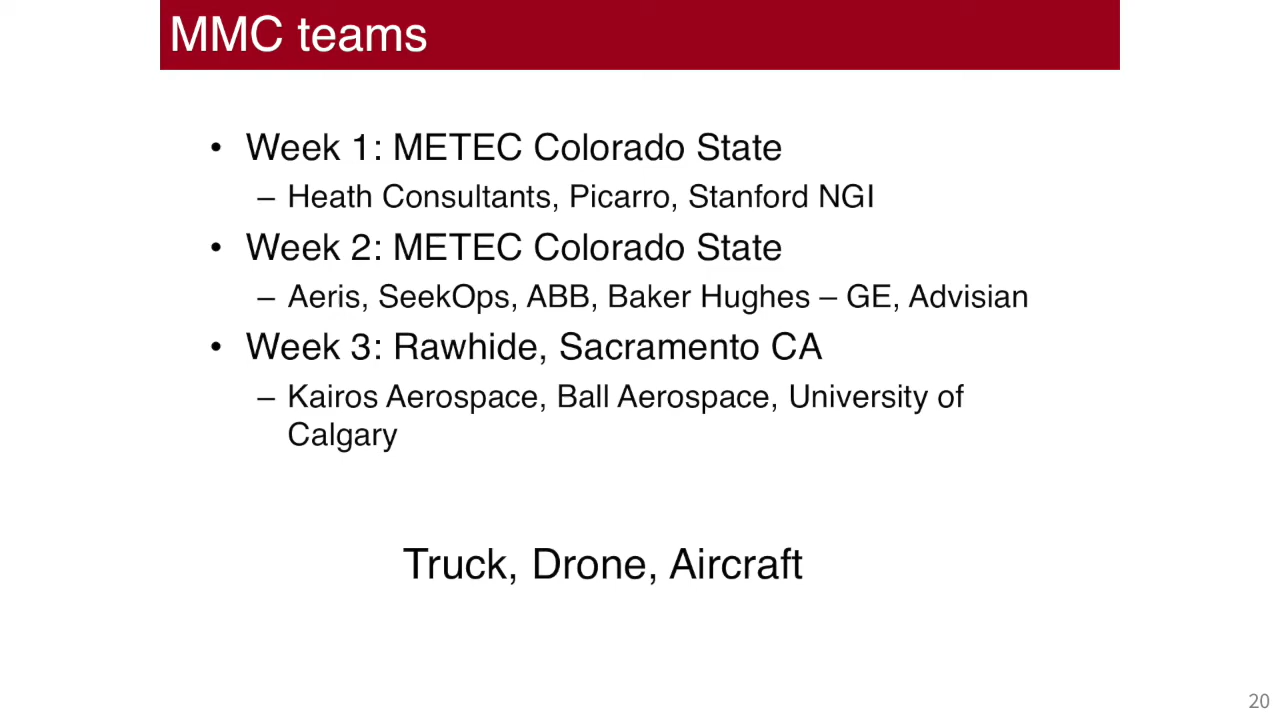 MMC teams
• Week 1: METEC Colorado State
– Heath Consultants, Picarro, Stanford NGI
• Week 2: METEC Colorado State
– Aeris, SeekOps, ABB, Baker Hughes – GE, Advisian
• Week 3: Rawhide, Sacramento CA
– Kairos Aerospace, Ball Aerospace, University of
Calgary
Truck, Drone, Aircraft
20